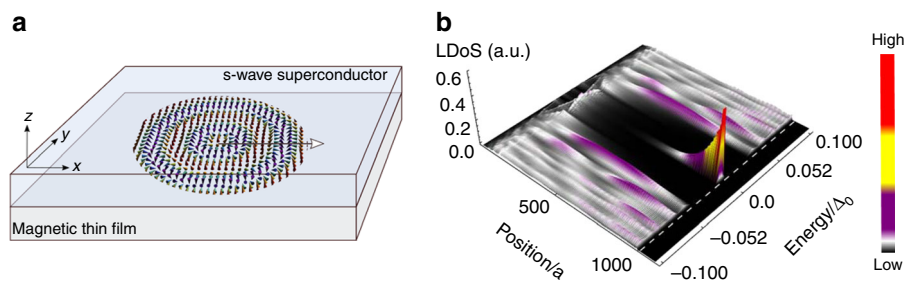 a
s-wave superconductor
z
y
x
Magnetic thin film
b
LDoS (a.u.)
0.6
0.4
0.2
0.0
500
1000
Position/a
0.100
0.052
0.0
−0.052
−0.100
Energy/Δ₀
High
Low